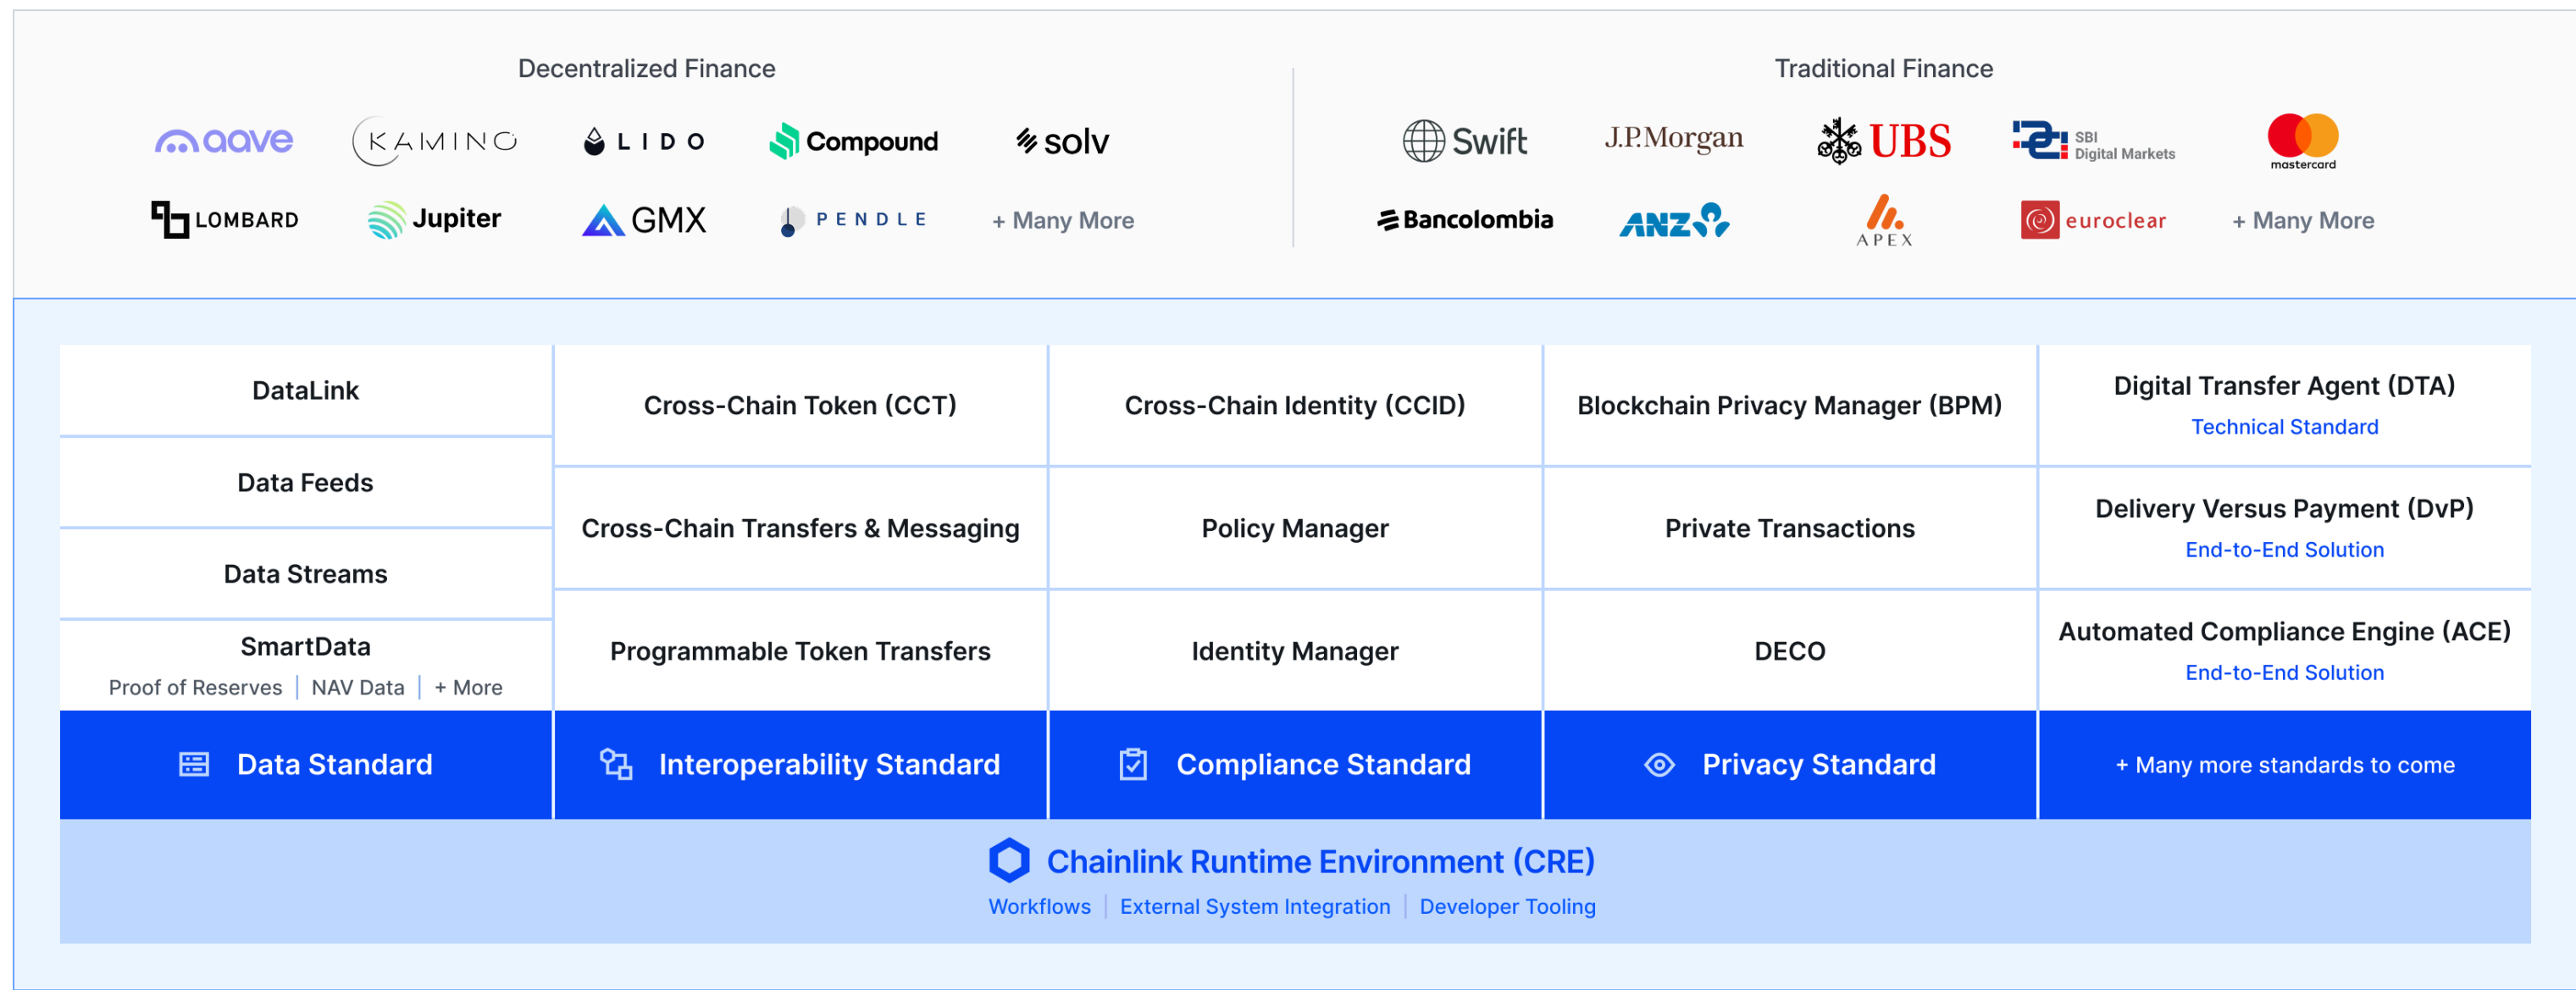 Decentralized Finance
aave
KAMINO
LIDO
Compound
solv
LOMBARD
Jupiter
GMX
PENDLE
+ Many More
Traditional Finance
Swift
J.P.Morgan
UBS
SBI
Digital Markets
mastercard
Bancolombia
ANZ
APEX
euroclear
+ Many More
DataLink
Data Feeds
Data Streams
SmartData
Proof of Reserves | NAV Data | + More
Data Standard
Cross-Chain Token (CCT)
Cross-Chain Transfers & Messaging
Programmable Token Transfers
Interoperability Standard
Cross-Chain Identity (CCID)
Policy Manager
Identity Manager
Compliance Standard
Blockchain Privacy Manager (BPM)
Private Transactions
DECO
Privacy Standard
Digital Transfer Agent (DTA)
Technical Standard
Delivery Versus Payment (DvP)
End-to-End Solution
Automated Compliance Engine (ACE)
End-to-End Solution
+ Many more standards to come
Chainlink Runtime Environment (CRE)
Workflows | External System Integration | Developer Tooling